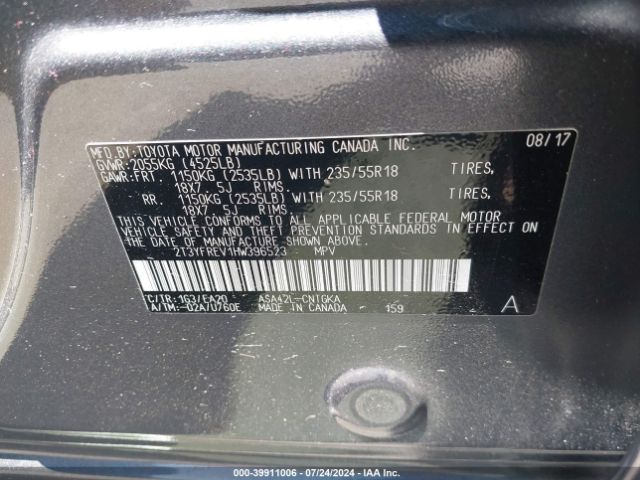 MFD.BY:TOYOTA MOTOR MANUFACTURING CANADA INC. 08/17
GVWR:2055KG (4525LB)
GAWR:FRT 1150KG (2535LB) WITH 235/55R18 TIRES,
18X7.5J RIMS.
RR. 1150KG (2535LB) WITH 235/55R18 TIRES,
18X7.5J RIMS.
THIS VEHICLE CONFORMS TO ALL APPLICABLE FEDERAL MOTOR
VEHICLE SAFETY AND THEFT PREVENTION STANDARDS IN EFFECT ON
THE DATE OF MANUFACTURE SHOWN ABOVE.
2T3YFREV1HW396523 MPV
C/TR:1G3/EA20 ASA42L-CNTGKA
A/TM:-02A/U760E MADE IN CANADA 159 A
000-39911006 - 07/24/2024 - IAA Inc.